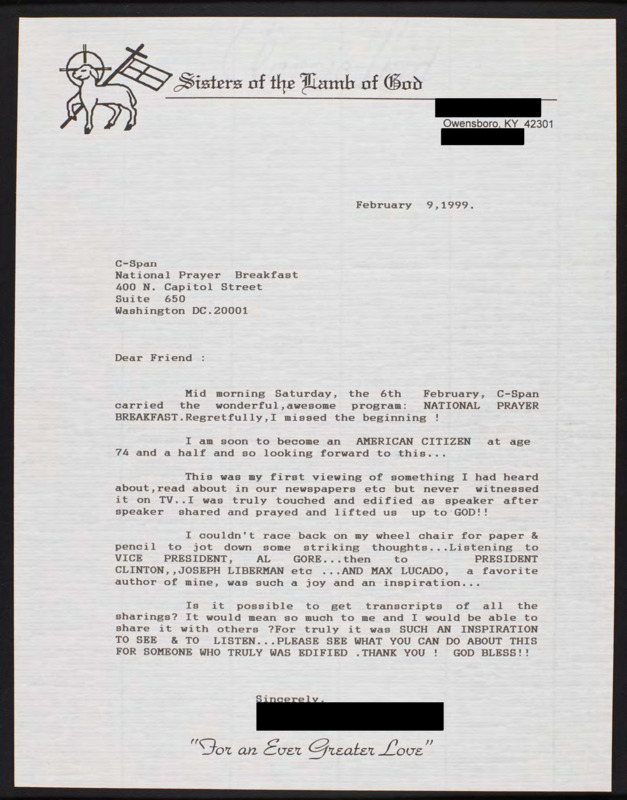 Sisters of the Lamb of God
Owensboro, KY 42301
February 9,1999.
C-Span
National Prayer Breakfast
400 N. Capitol Street
Suite 650
Washington DC.20001
Dear Friend :
Mid morning Saturday, the 6th February, C-Span
carried the wonderful,awesome program: NATIONAL PRAYER
BREAKFAST.Regretfully,I missed the beginning !
I am soon to become an AMERICAN CITIZEN at age
74 and a half and so looking forward to this...
This was my first viewing of something I had heard
about,read about in our newspapers etc but never witnessed
it on TV..I was truly touched and edified as speaker after
speaker shared and prayed and lifted us up to GOD!!
I couldn't race back on my wheel chair for paper &
pencil to jot down some striking thoughts...Listening to
VICE PRESIDENT, AL GORE...then to PRESIDENT
CLINTON,,JOSEPH LIBERMAN etc ...AND MAX LUCADO, a favorite
author of mine, was such a joy and an inspiration...
Is it possible to get transcripts of all the
sharings? It would mean so much to me and I would be able to
share it with others ?For truly it was SUCH AN INSPIRATION
TO SEE & TO LISTEN...PLEASE SEE WHAT YOU CAN DO ABOUT THIS
FOR SOMEONE WHO TRULY WAS EDIFIED .THANK YOU ! GOD BLESS!!
Sincerely,
"For an Ever Greater Love"